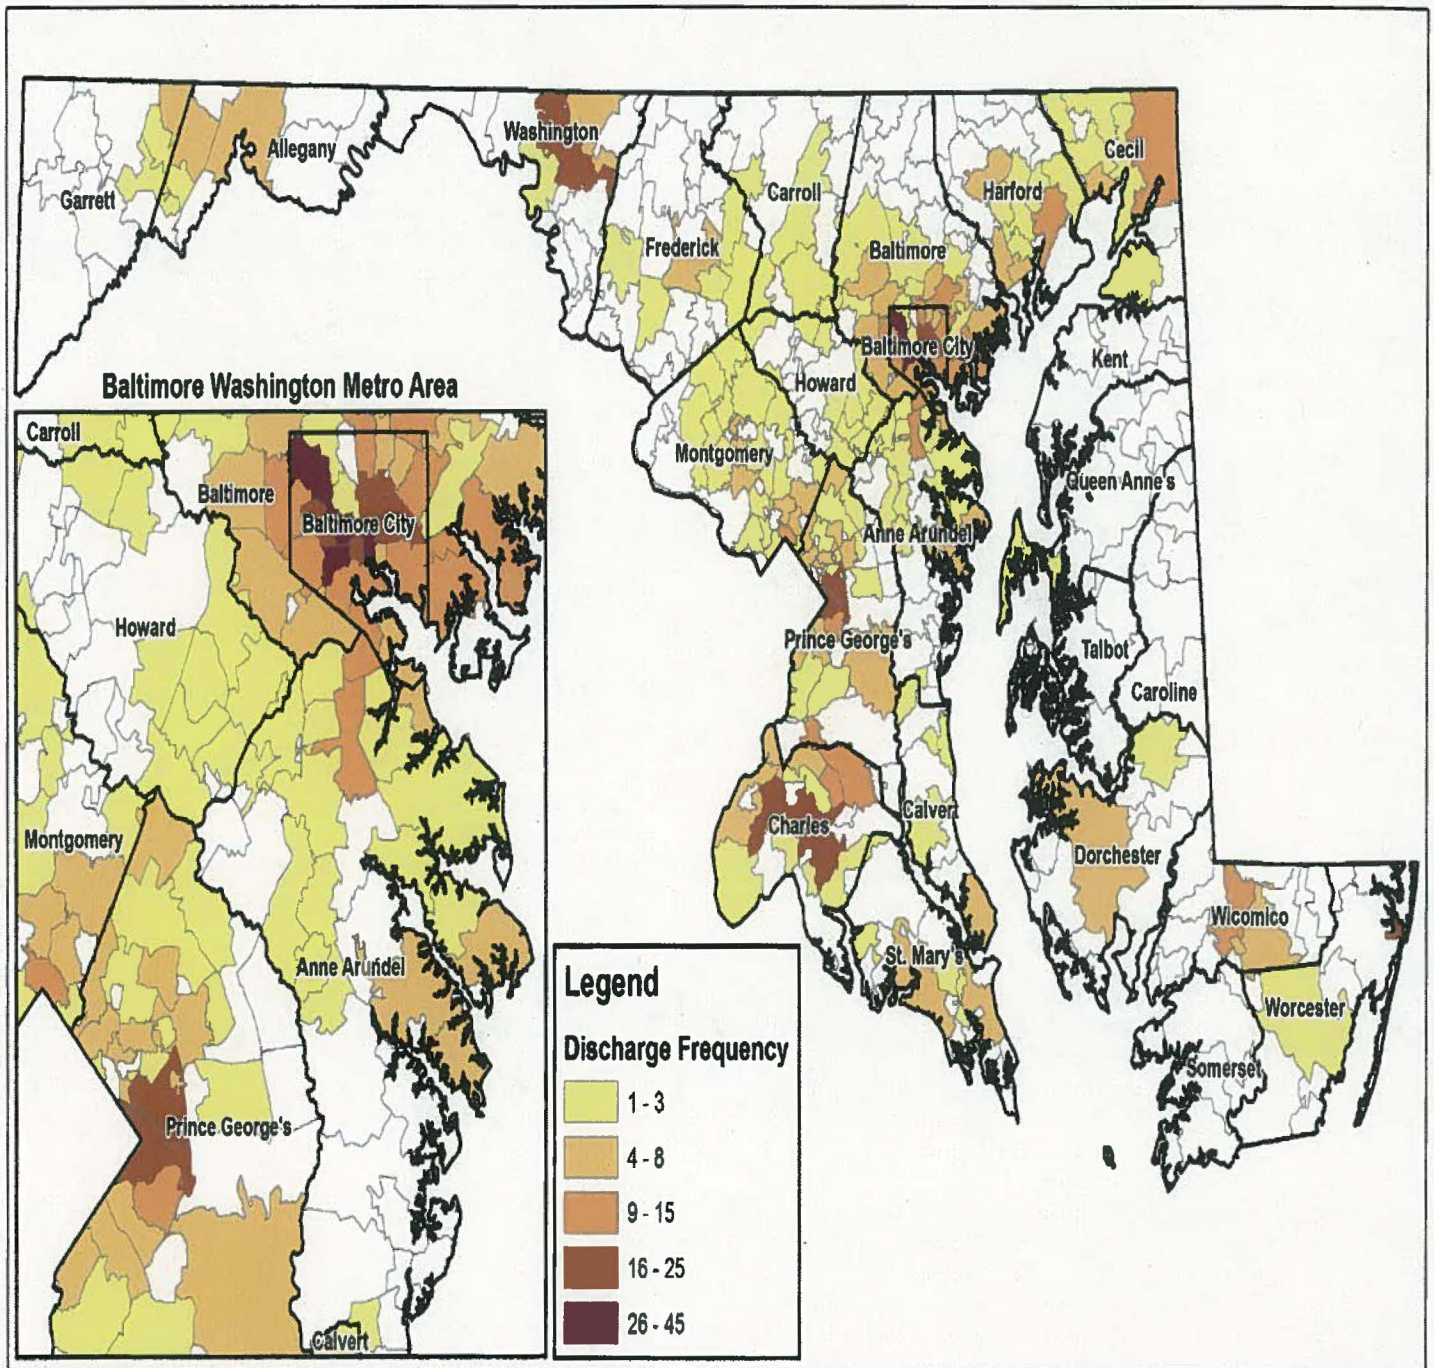 Washington
Allegany
Garrett
Cecil
Carroll
Harford
Frederick
Baltimore
Baltimore City
Kent
Howard
Montgomery
Queen Anne's
Anne Arundel
Prince George's
Talbot
Caroline
Charles
Calvert
Dorchester
Wicomico
St. Mary's
Worcester
Somerset
Baltimore Washington Metro Area
Carroll
Baltimore
Baltimore City
Howard
Montgomery
Anne Arundel
Prince George's
Calvert
Legend
Discharge Frequency
1 - 3
4 - 8
9 - 15
16 - 25
26 - 45